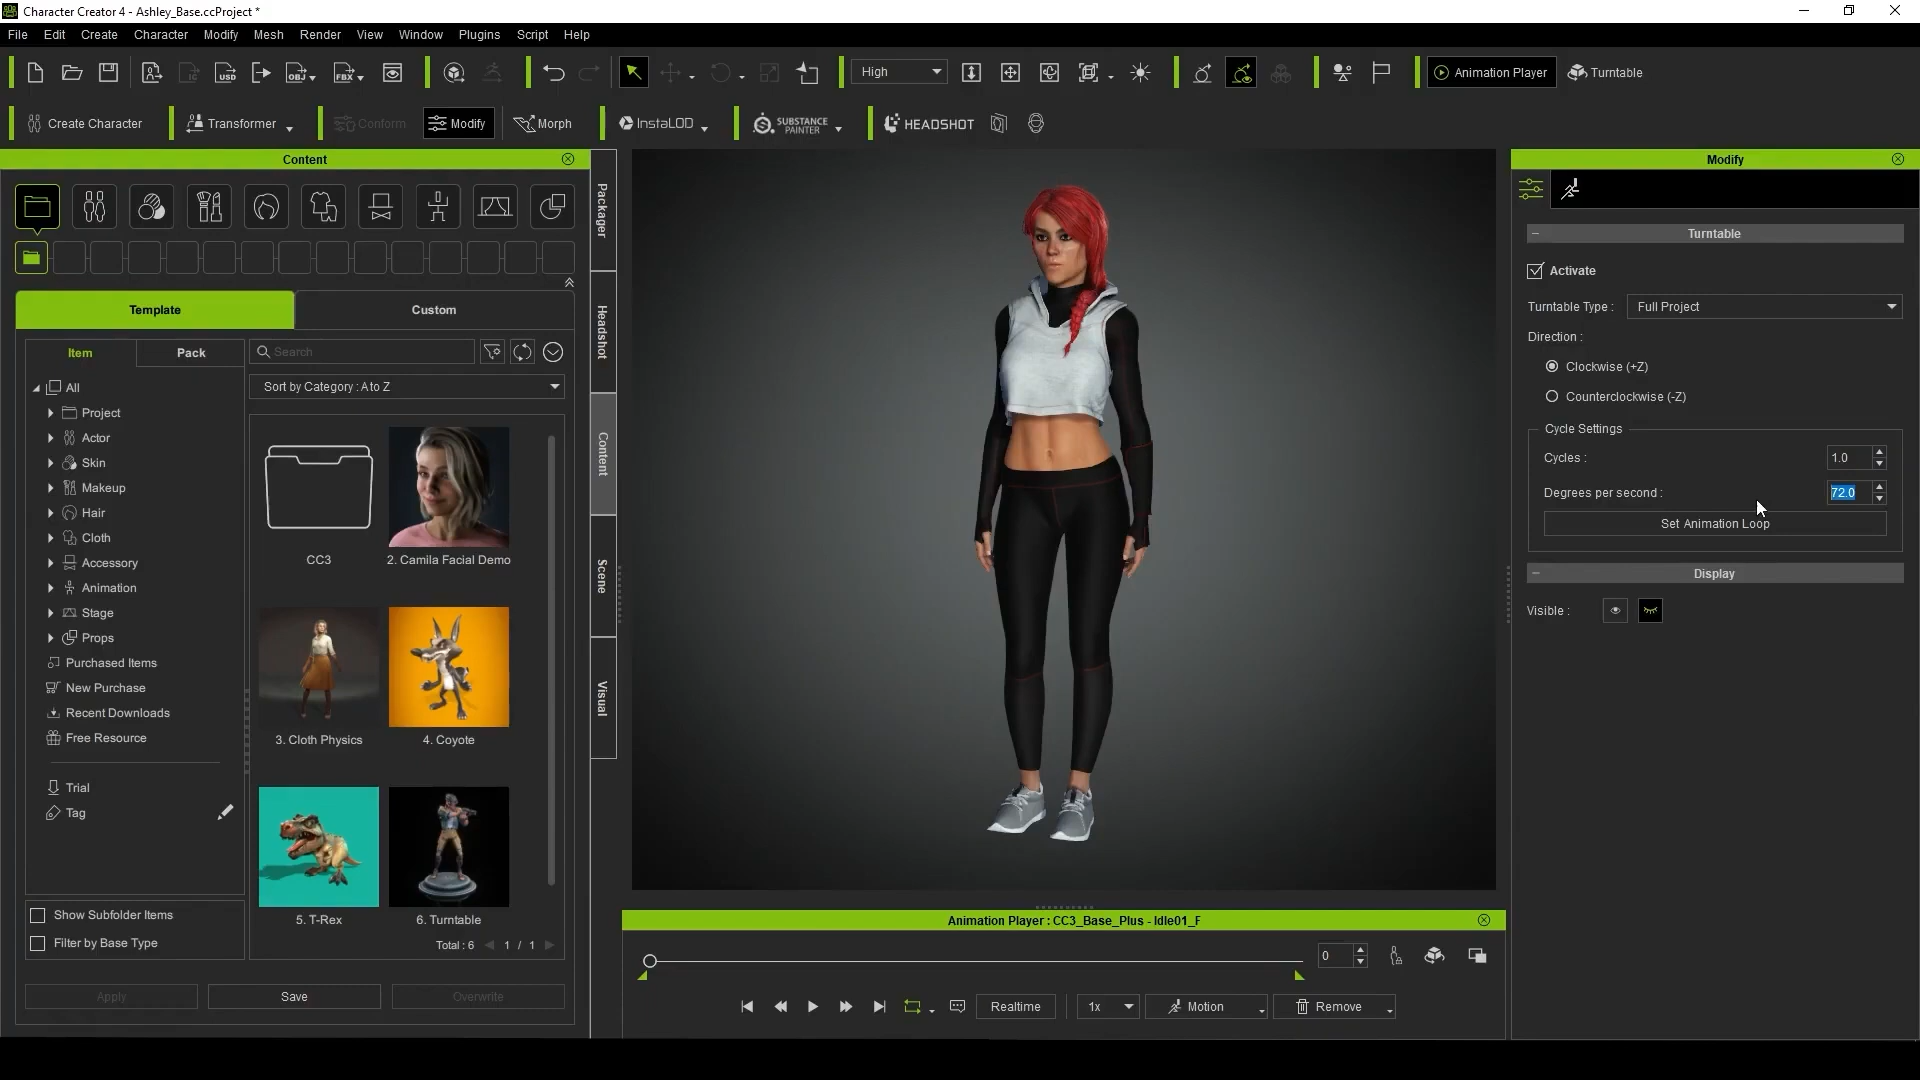 Character Creator 4 - Ashley_Base.ccProject *
File Edit Create Character Modify Mesh Render View Window Plugins Script Help
IC USD OBJ FBX High Animation Player Turntable
Create Character Transformer Conform Modify Morph InstaLOD SUBSTANCE PAINTER HEADSHOT
Content
Template Custom
Item Pack Search
Sort by Category : A to Z
All
Project
Actor
Skin
Makeup
Hair
Cloth
Accessory
Animation
Stage
Props
Purchased Items
New Purchase
Recent Downloads
Free Resource
Trial
Tag
Show Subfolder Items
Filter by Base Type
CC3 2. Camila Facial Demo
3. Cloth Physics 4. Coyote
5. T-Rex 6. Turntable
Total : 6 1 / 1
Apply Save Overwrite
Packager
Headshot
Content
Scene
Visual
Animation Player : CC3_Base_Plus - Idle01_F
0
Realtime 1x Motion Remove
Modify
Turntable
Activate
Turntable Type : Full Project
Direction :
Clockwise (+Z)
Counterclockwise (-Z)
Cycle Settings
Cycles : 1.0
Degrees per second : 72.0
Set Animation Loop
Display
Visible :